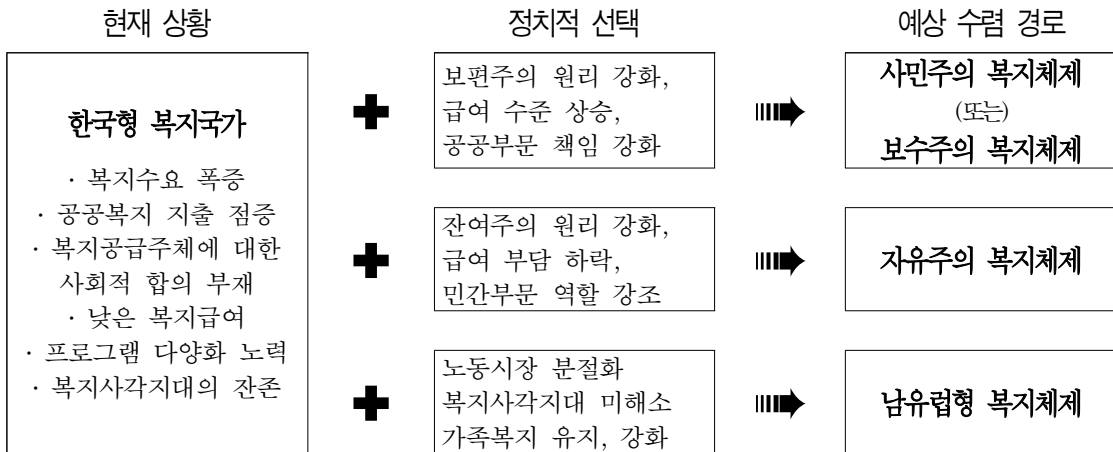 현재 상황
정치적 선택
예상 수렴 경로
한국형 복지국가
· 복지수요 폭증
· 공공복지 지출 점증
· 복지공급주체에 대한
사회적 합의 부재
· 낮은 복지급여
· 프로그램 다양화 노력
· 복지사각지대의 잔존
보편주의 원리 강화,
급여 수준 상승,
공공부문 책임 강화
사민주의 복지체제
(또는)
보수주의 복지체제
잔여주의 원리 강화,
급여 부담 하락,
민간부문 역할 강조
자유주의 복지체제
노동시장 분절화
복지사각지대 미해소
가족복지 유지, 강화
남유럽형 복지체제